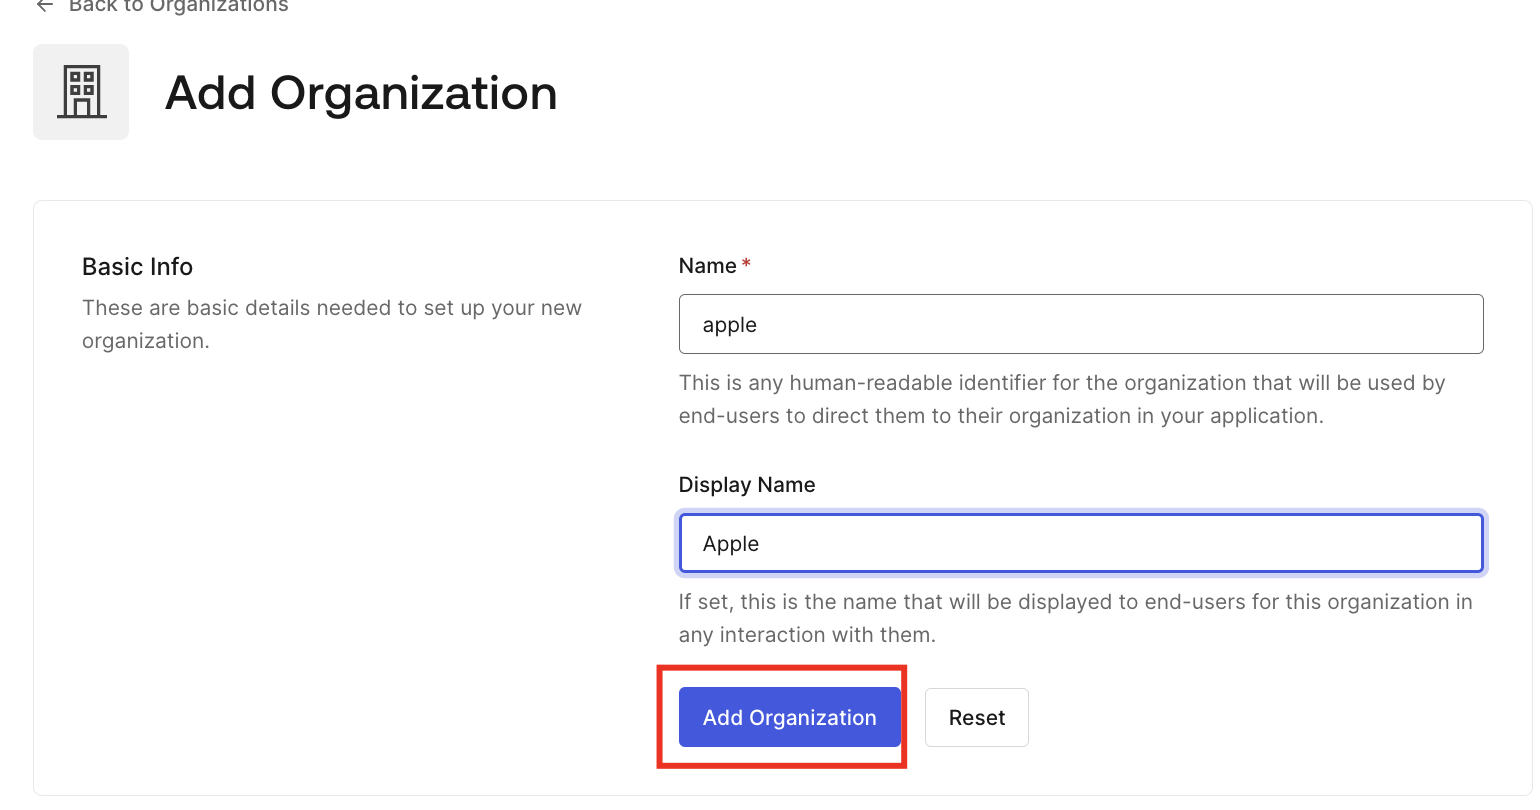 ← Back to Organizations
Add Organization
Basic Info
These are basic details needed to set up your new
organization.
Name *
apple
This is any human-readable identifier for the organization that will be used by
end-users to direct them to their organization in your application.
Display Name
Apple
If set, this is the name that will be displayed to end-users for this organization in
any interaction with them.
Add Organization
Reset